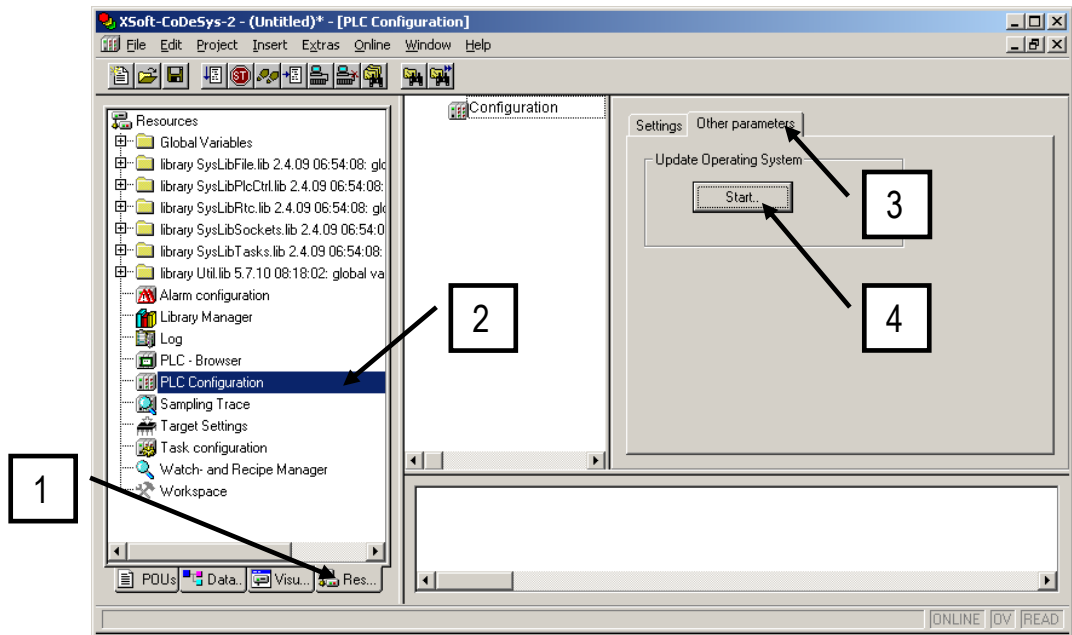 XSoft-CoDeSys-2 - (Untitled)* - [PLC Configuration]
File Edit Project Insert Extras Online Window Help
ST
Resources
Global Variables
library SysLibFile.lib 2.4.09 06:54:08: glo
library SysLibPlcCtrl.lib 2.4.09 06:54:08:
library SysLibRtc.lib 2.4.09 06:54:08: glo
library SysLibSockets.lib 2.4.09 06:54:0
library SysLibTasks.lib 2.4.09 06:54:08:
library Util.lib 5.7.10 08:18:02: global va
Alarm configuration
Library Manager
Log
PLC - Browser
PLC Configuration
Sampling Trace
Target Settings
Task configuration
Watch- and Recipe Manager
Workspace
POUs Data.. Visu... Res...
Configuration
Settings Other parameters
Update Operating System
Start..
1
2
3
4
ONLINE OV READ